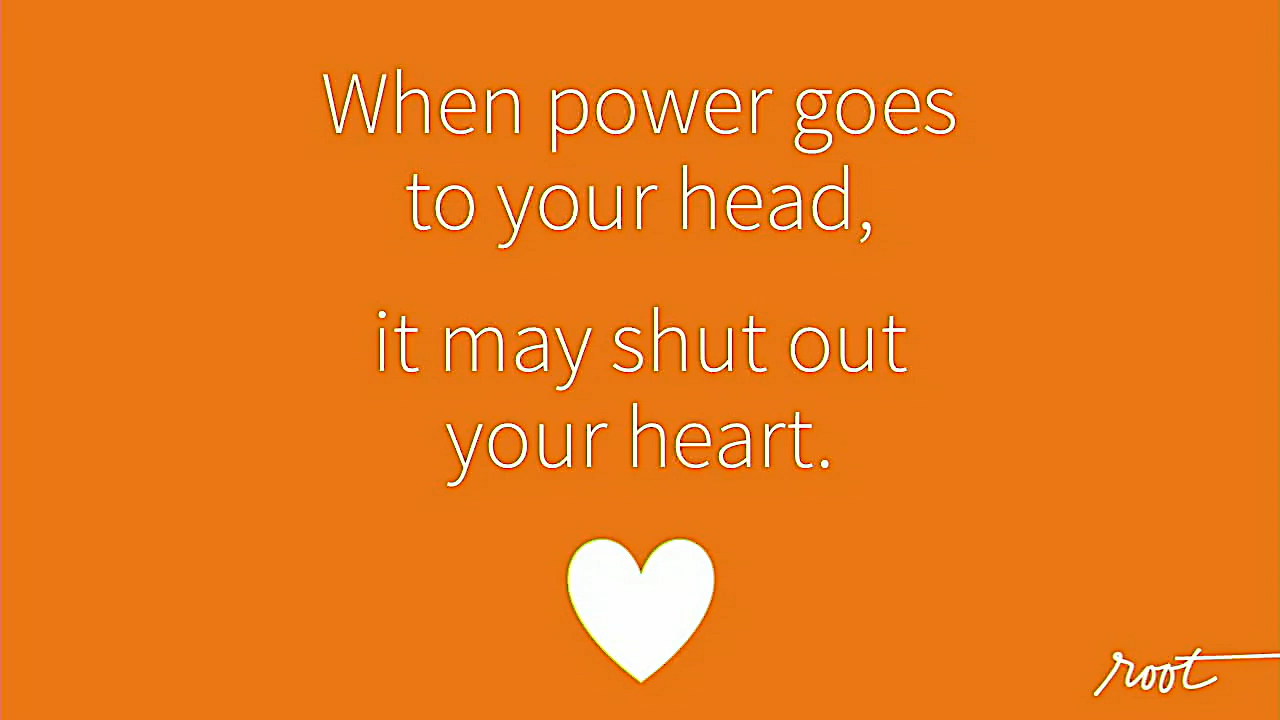 When power goes
to your head,
it may shut out
your heart.
root